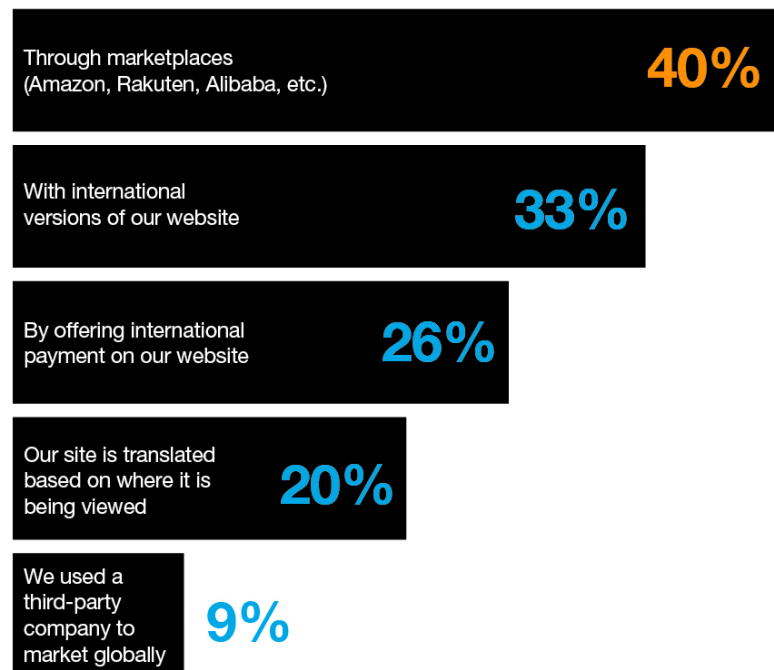 Through marketplaces
(Amazon, Rakuten, Alibaba, etc.)
40%
With international
versions of our website
33%
By offering international
payment on our website
26%
Our site is translated
based on where it is
being viewed
20%
We used a
third-party
company to
market globally
9%